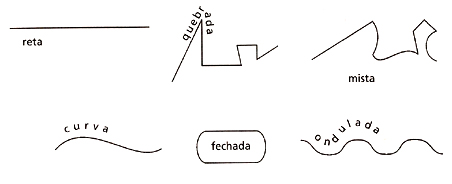 quebrada
reta
mista
curva
fechada
ondulada